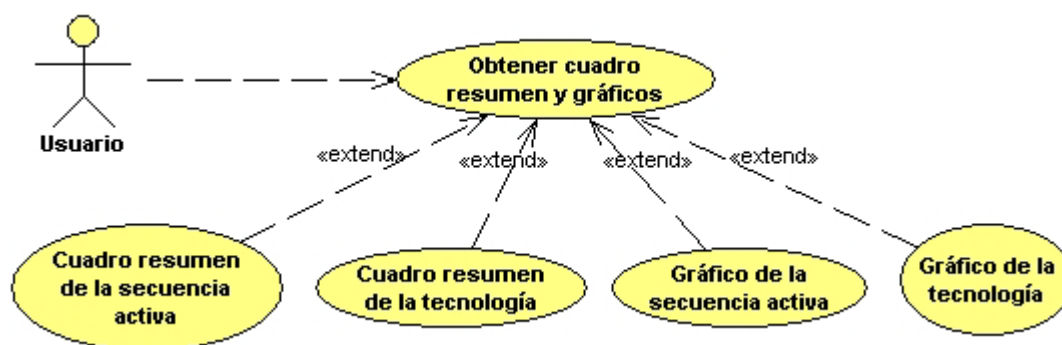 Obtener cuadro
resumen y gráficos
Usuario
«extend»
«extend»
«extend»
«extend»
Cuadro resumen
de la secuencia
activa
Cuadro resumen
de la tecnología
Gráfico de la
secuencia activa
Gráfico de la
tecnología